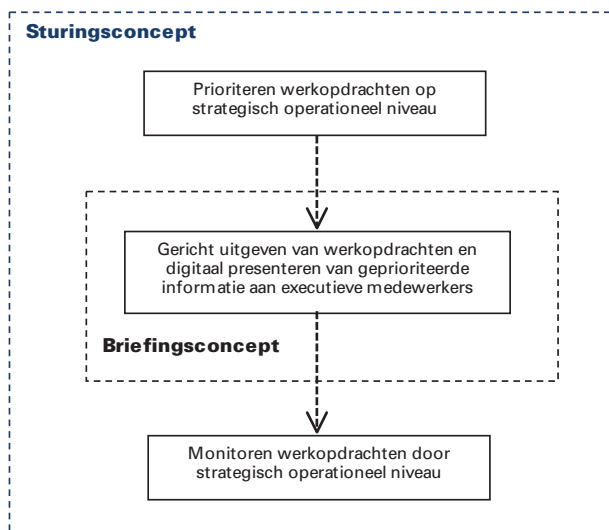 Sturingsconcept
Prioriteren werkopdrachten op
strategisch operationeel niveau
Gericht uitgeven van werkopdrachten en
digitaal presenteren van geprioriteerde
informatie aan executieve medewerkers
Briefingsconcept
Monitoren werkopdrachten door
strategisch operationeel niveau